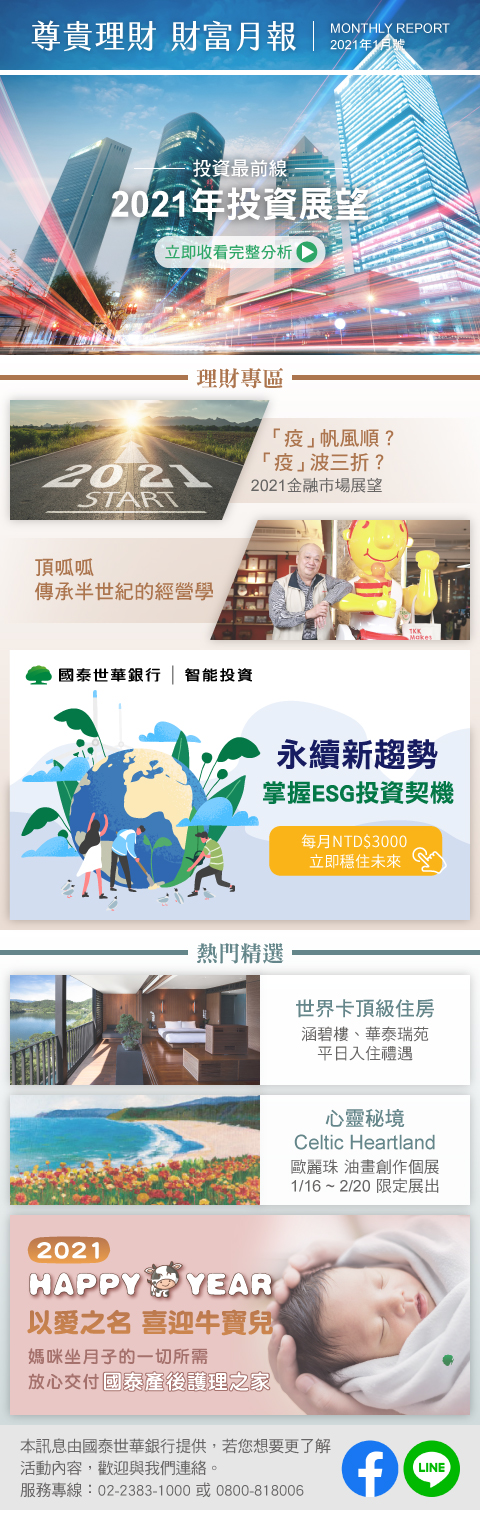 尊貴理財 財富月報
MONTHLY REPORT
2021年1月號
投資最前線
2021年投資展望
立即收看完整分析
理財專區
2021
START
「疫」帆風順?
「疫」波三折?
2021金融市場展望
頂呱呱
傳承半世紀的經營學
TKK
Makes
國泰世華銀行｜智能投資
永續新趨勢
掌握ESG投資契機
每月NTD$3000
立即穩住未來
熱門精選
世界卡頂級住房
涵碧樓、華泰瑞苑
平日入住禮遇
心靈秘境
Celtic Heartland
歐麗珠 油畫創作個展
1/16 ~ 2/20 限定展出
2021
HAPPY YEAR
以愛之名 喜迎牛寶兒
媽咪坐月子的一切所需
放心交付 國泰產後護理之家
本訊息由國泰世華銀行提供，若您想要更了解
活動內容，歡迎與我們連絡。
服務專線：02-2383-1000 或 0800-818006
LINE